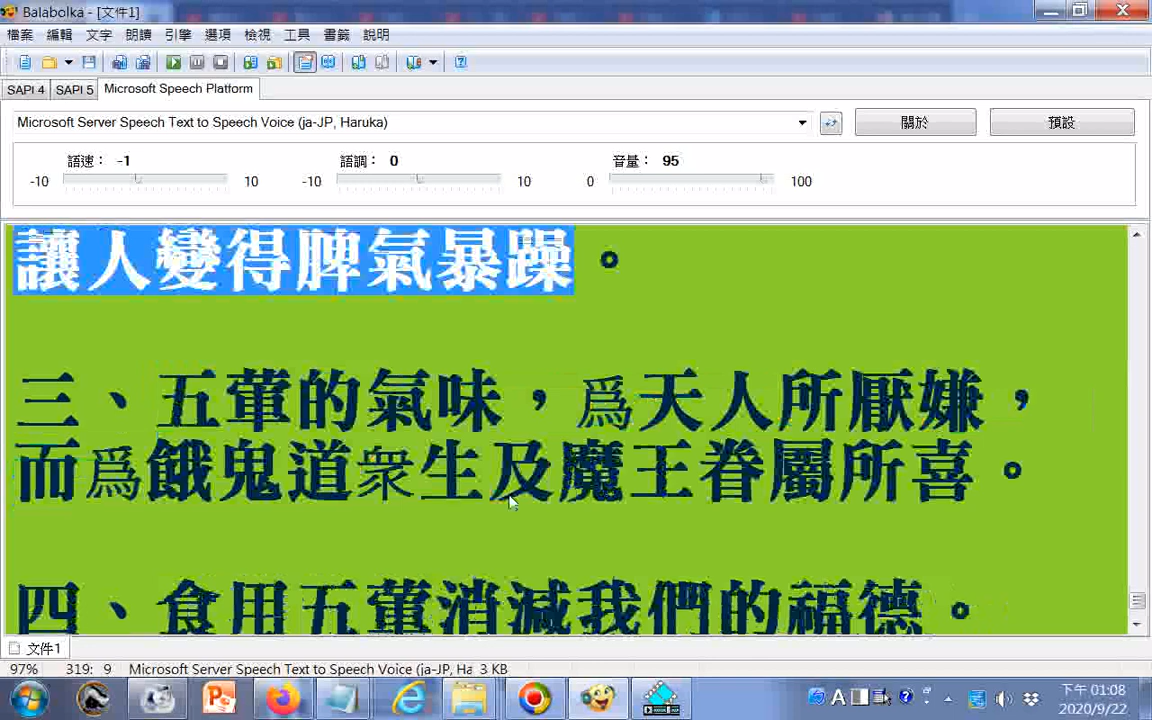 Balabolka - [文件1]
檔案 編輯 文字 朗讀 引擎 選項 檢視 工具 書籤 說明
SAPI 4 SAPI 5 Microsoft Speech Platform
Microsoft Server Speech Text to Speech Voice (ja-JP, Haruka) 關於 預設
語速： -1 語調： 0 音量： 95
-10 10 -10 10 0 100
讓人變得脾氣暴躁。
三、五葷的氣味，爲天人所厭嫌，
而爲餓鬼道衆生及魔王眷屬所喜。
四、食用五葷消減我們的福德。
文件1
97% 319: 9 Microsoft Server Speech Text to Speech Voice (ja-JP, Ha 3 KB
下午 01:08
2020/9/22